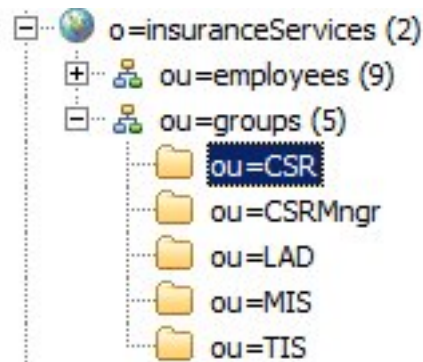 o=insuranceServices (2)
ou=employees (9)
ou=groups (5)
ou=CSR
ou=CSRMngr
ou=LAD
ou=MIS
ou=TIS